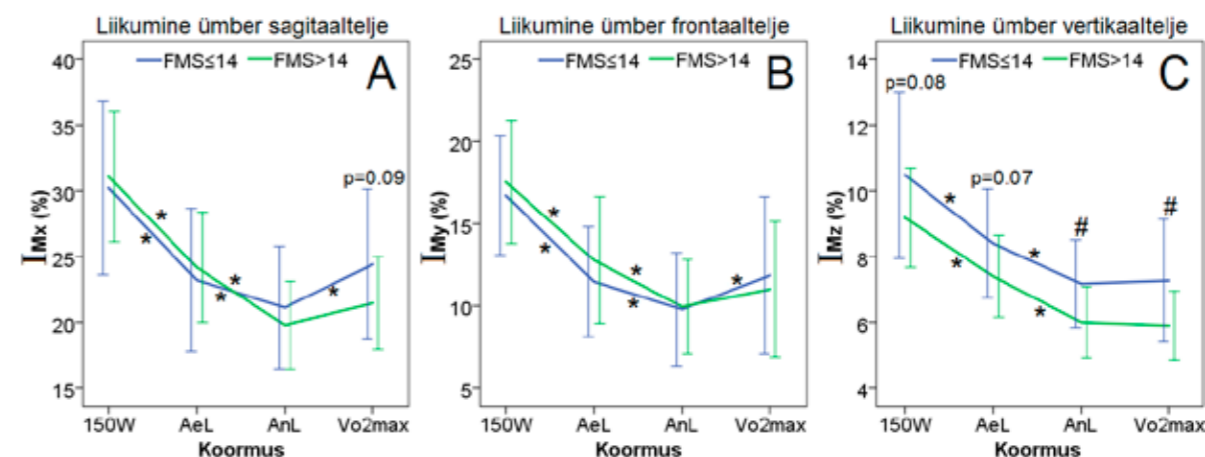 Liikumine ümber sagitaaltelje
FMS≤14 FMS>14
A
40
35
30
25
20
15
IMx (%)
p=0.09
*
*
*
*
*
150W AeL AnL Vo2max
Koormus
Liikumine ümber frontaaltelje
FMS≤14 FMS>14
B
25
20
15
10
5
IMy (%)
*
*
*
*
*
150W AeL AnL Vo2max
Koormus
Liikumine ümber vertikaaltelje
FMS≤14 FMS>14
C
14
12
10
8
6
4
IMz (%)
p=0.08
p=0.07
*
*
*
*
#
#
150W AeL AnL Vo2max
Koormus